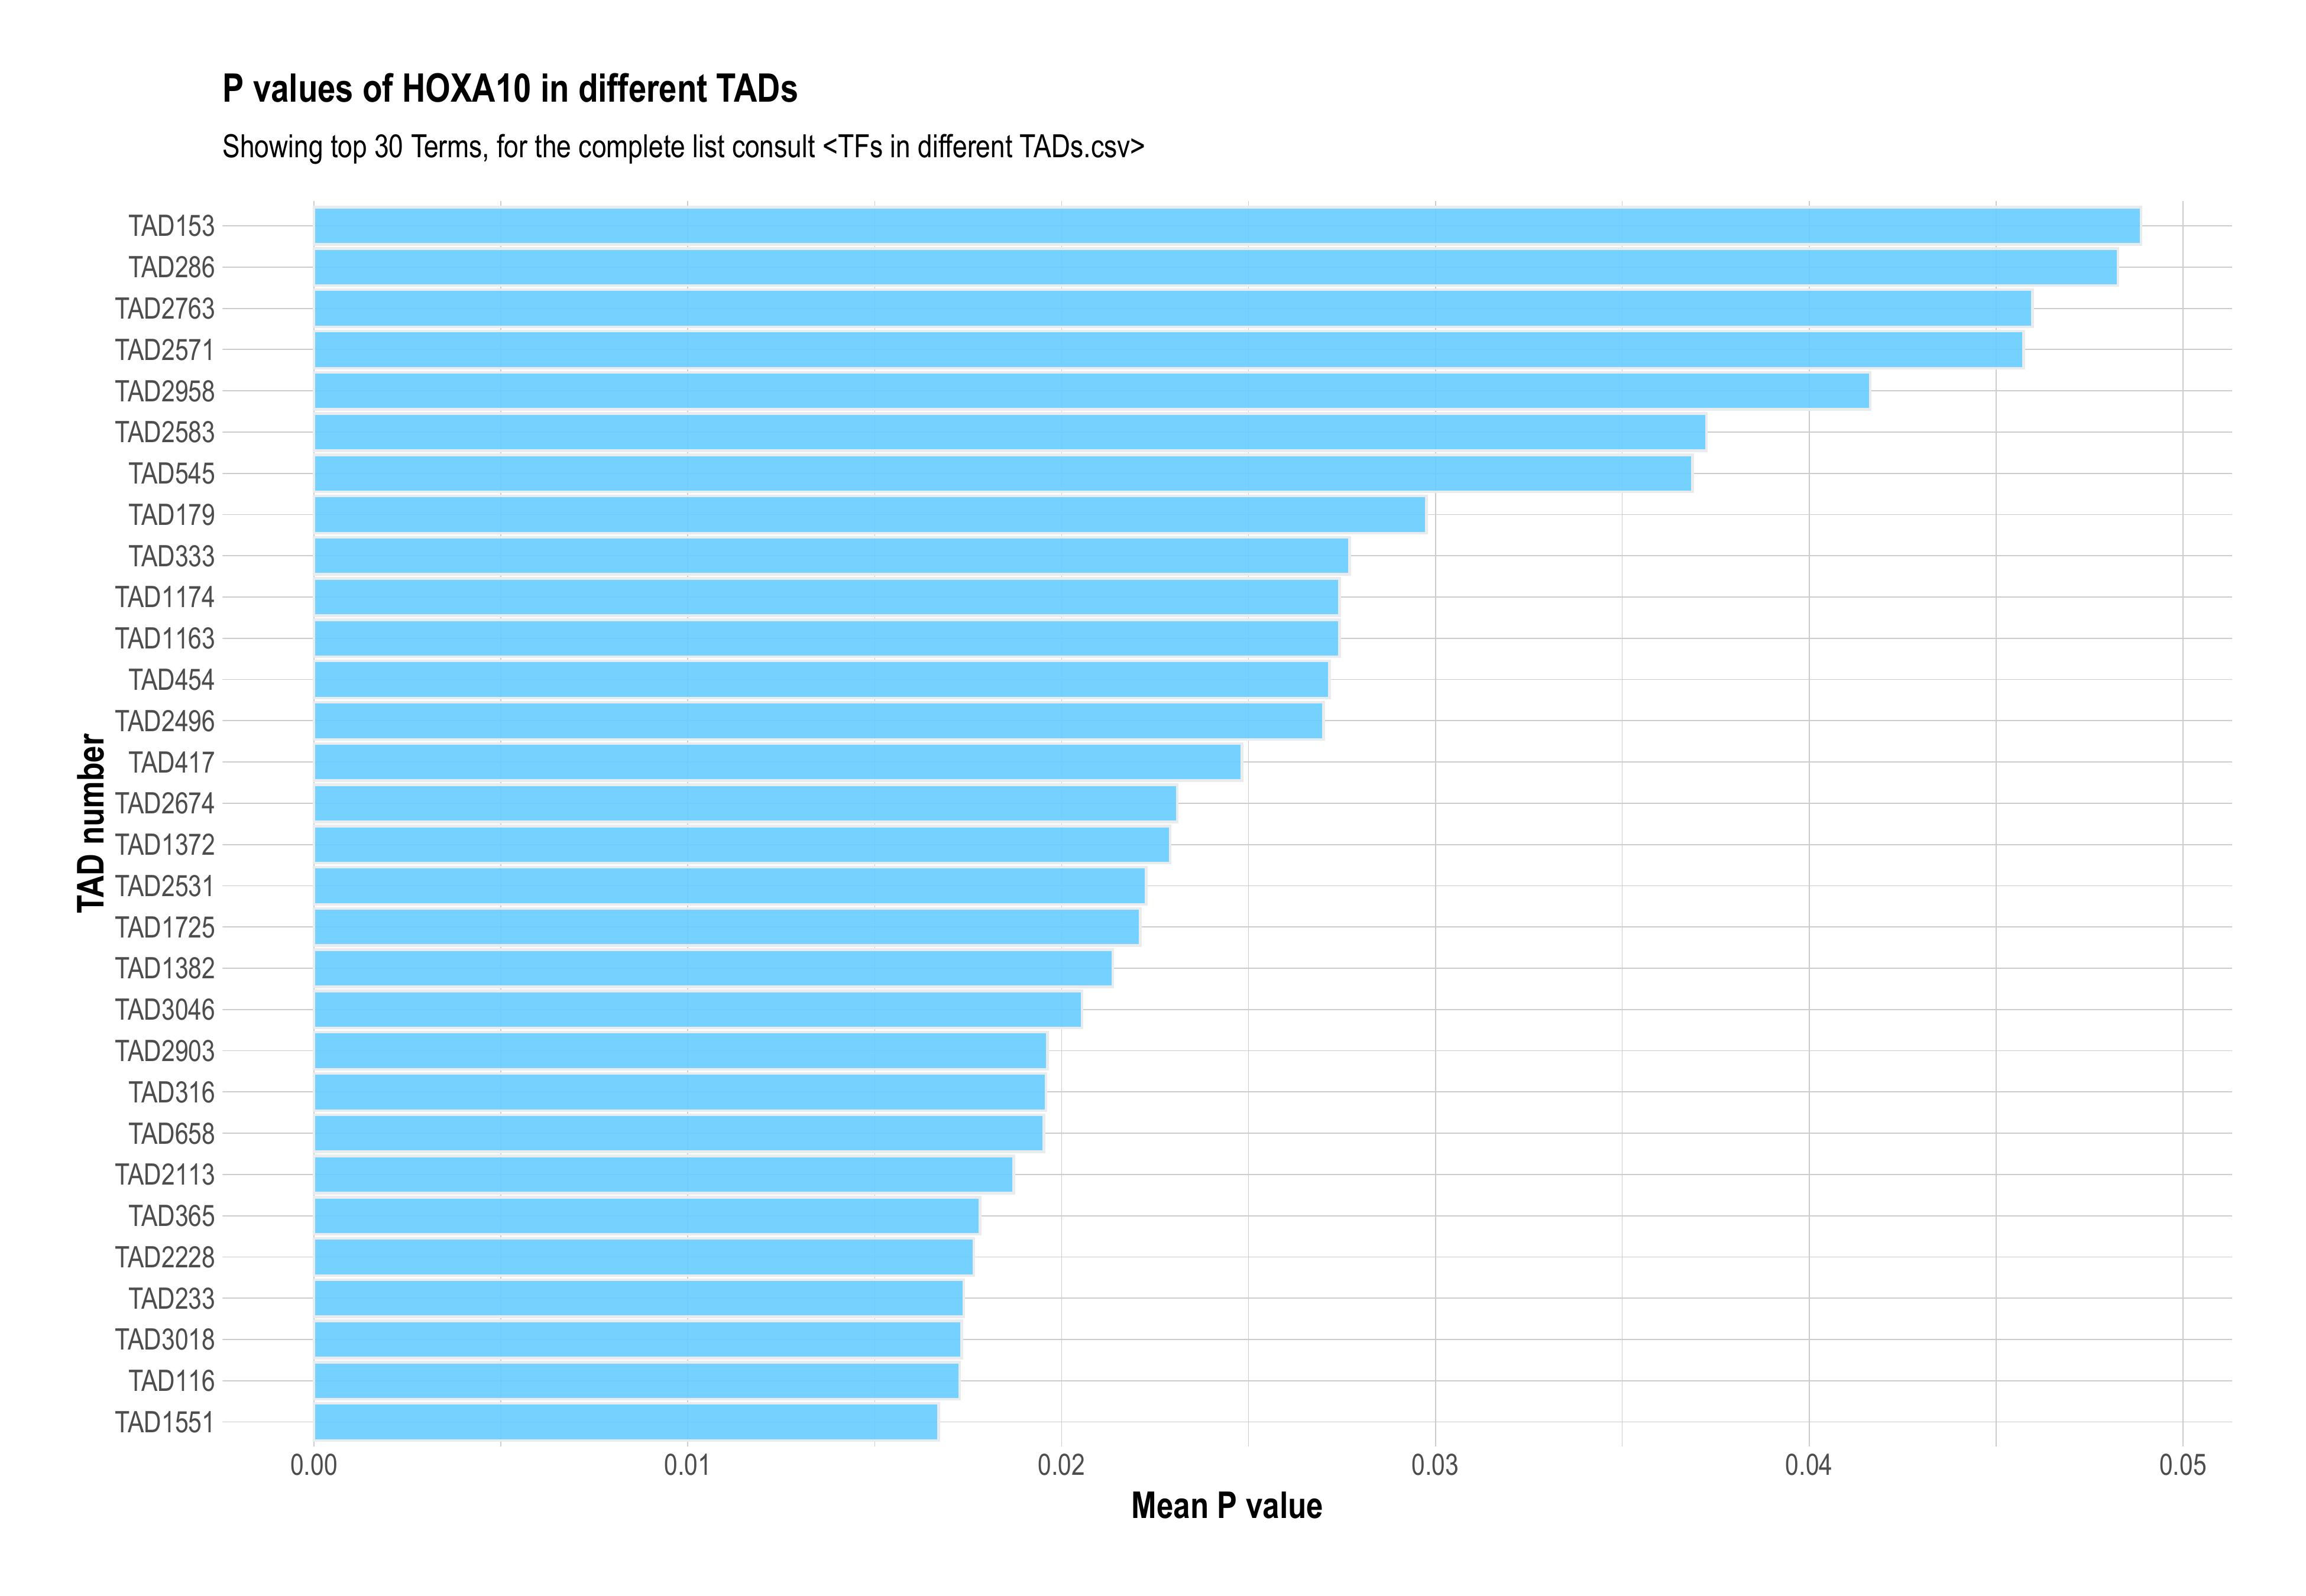 P values of HOXA10 in different TADs
Showing top 30 Terms, for the complete list consult <TFs in different TADs.csv>
TAD number
TAD153
TAD286
TAD2763
TAD2571
TAD2958
TAD2583
TAD545
TAD179
TAD333
TAD1174
TAD1163
TAD454
TAD2496
TAD417
TAD2674
TAD1372
TAD2531
TAD1725
TAD1382
TAD3046
TAD2903
TAD316
TAD658
TAD2113
TAD365
TAD2228
TAD233
TAD3018
TAD116
TAD1551
0.00 0.01 0.02 0.03 0.04 0.05
Mean P value